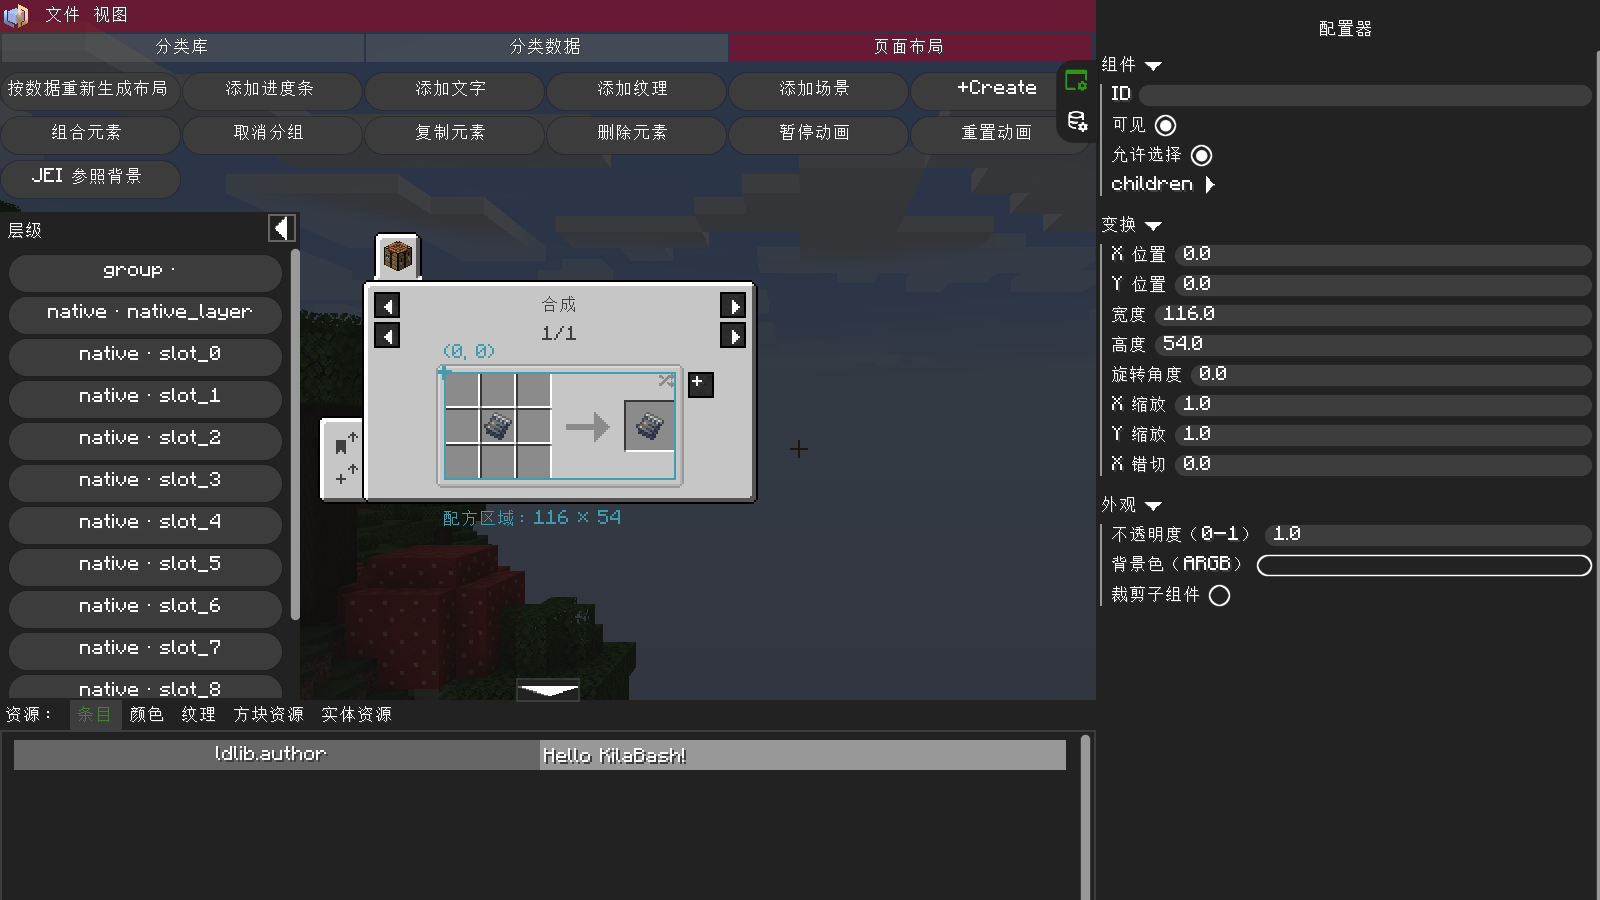 文件 视图
分类库 分类数据 页面布局
按数据重新生成布局 添加进度条 添加文字 添加纹理 添加场景 +Create
组合元素 取消分组 复制元素 删除元素 暂停动画 重置动画
JEI 参照背景
层级
group ·
native · native_layer
native · slot_0
native · slot_1
native · slot_2
native · slot_3
native · slot_4
native · slot_5
native · slot_6
native · slot_7
native · slot_8
合成
1/1
(0, 0)
配方区域：116 × 54
资源： 条目 颜色 纹理 方块资源 实体资源
ldlib.author Hello KilaBash!
配置器
组件
ID
可见
允许选择
children
变换
X 位置 0.0
Y 位置 0.0
宽度 116.0
高度 54.0
旋转角度 0.0
X 缩放 1.0
Y 缩放 1.0
X 错切 0.0
外观
不透明度（0-1） 1.0
背景色（ARGB）
裁剪子组件